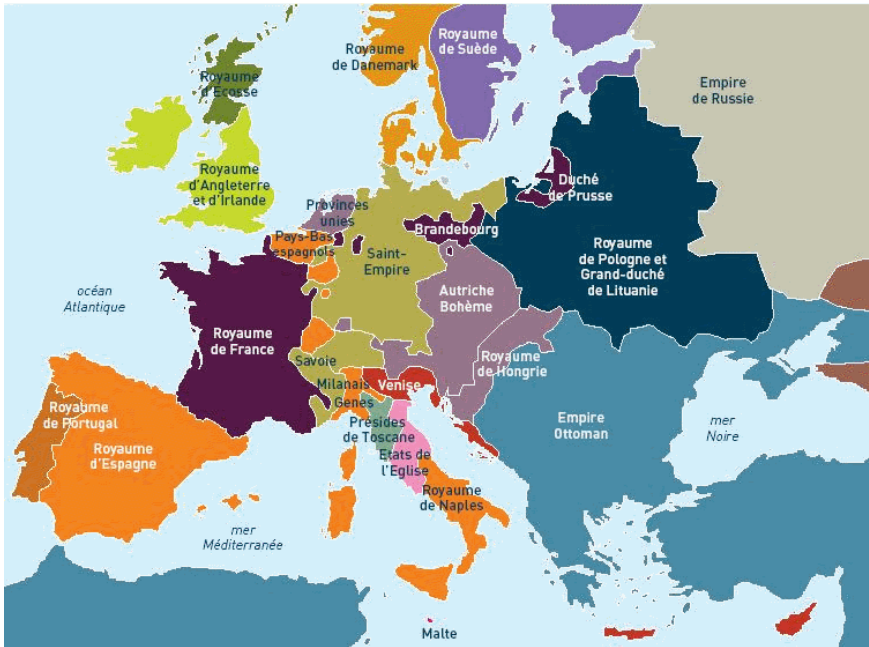 Royaume
de Suède
Royaume
de Danemark
Royaume
d'Ecosse
Empire
de Russie
Royaume
d'Angleterre
et d'Irlande
Duché
de Prusse
Provinces
unies
Brandebourg
Pays-Bas
espagnols
Saint-
Empire
Royaume
de Pologne et
Grand-duché
de Lituanie
océan
Atlantique
Autriche
Bohème
Royaume
de France
Royaume
de Hongrie
Savoie
Milanais
Venise
Genes
Royaume
de Portugal
Royaume
d'Espagne
Présides
de Toscane
Etats de
l'Eglise
Empire
Ottoman
mer
Noire
Royaume
de Naples
mer
Méditerranée
Malte